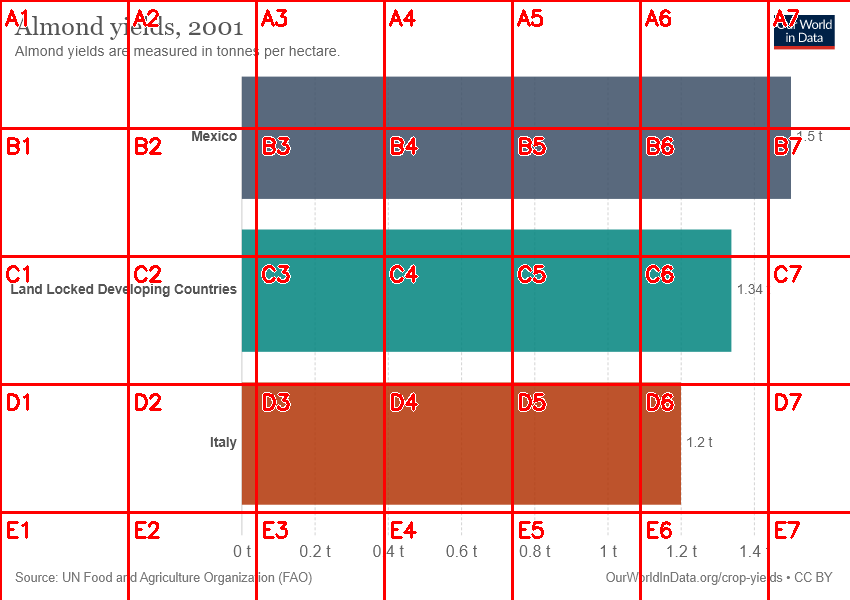 Almond yields, 2001
Almond yields are measured in tonnes per hectare.
Our World
in Data
Mexico
1.5 t
Land Locked Developing Countries
1.34
Italy
1.2 t
0 t 0.2 t 0.4 t 0.6 t 0.8 t 1 t 1.2 t 1.4
Source: UN Food and Agriculture Organization (FAO)
OurWorldInData.org/crop-yields • CC BY
A1 A2 A3 A4 A5 A6 A7
B1 B2 B3 B4 B5 B6 B7
C1 C2 C3 C4 C5 C6 C7
D1 D2 D3 D4 D5 D6 D7
E1 E2 E3 E4 E5 E6 E7